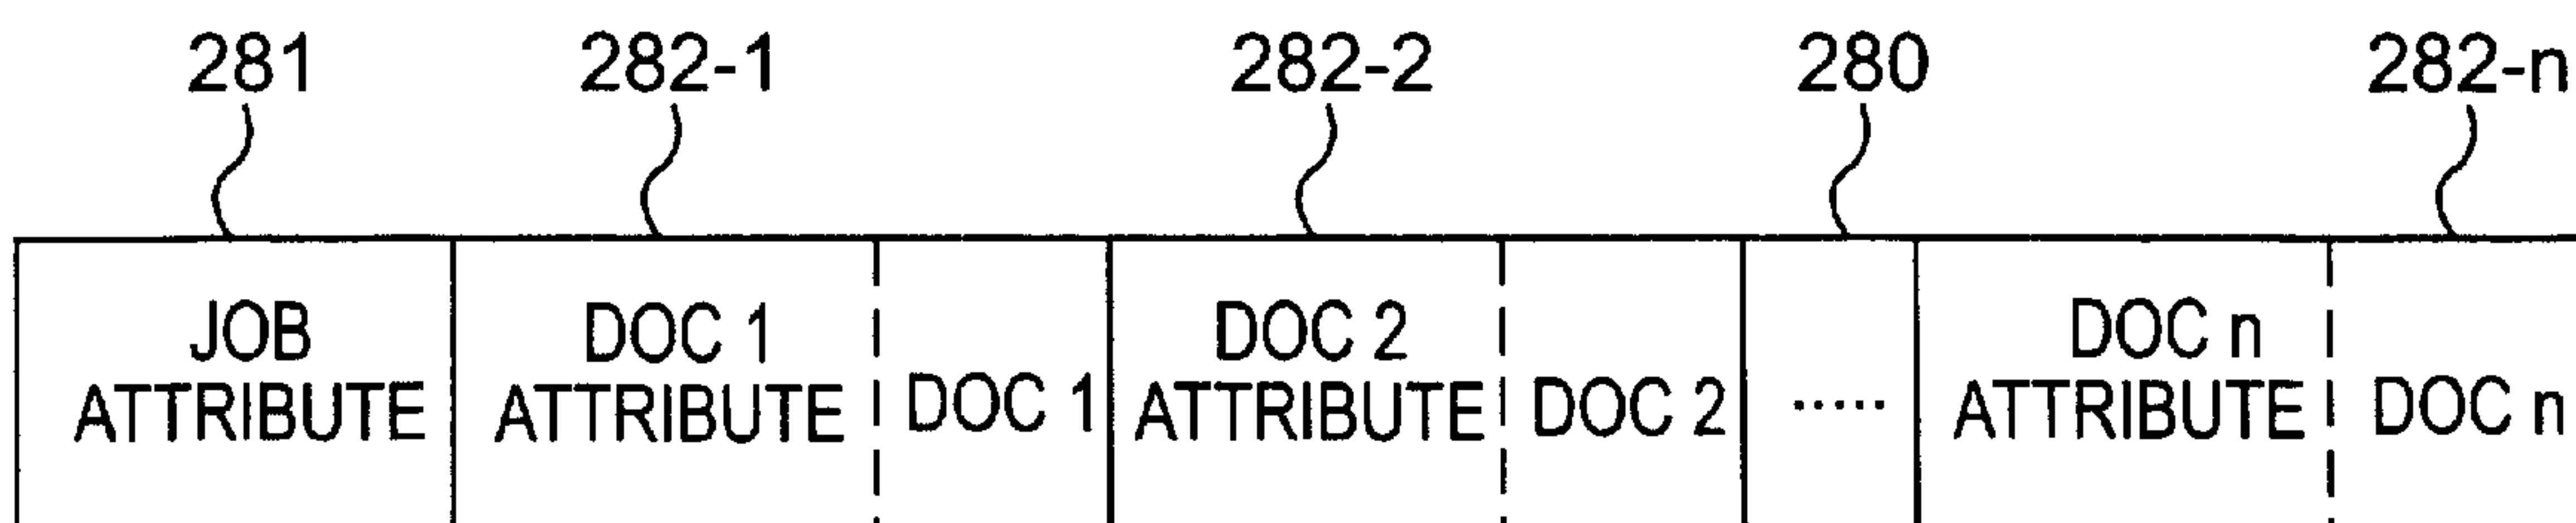 281 282-1 282-2 280 282-n
JOB ATTRIBUTE
DOC 1 ATTRIBUTE
DOC 1
DOC 2 ATTRIBUTE
DOC 2
.....
DOC n ATTRIBUTE
DOC n